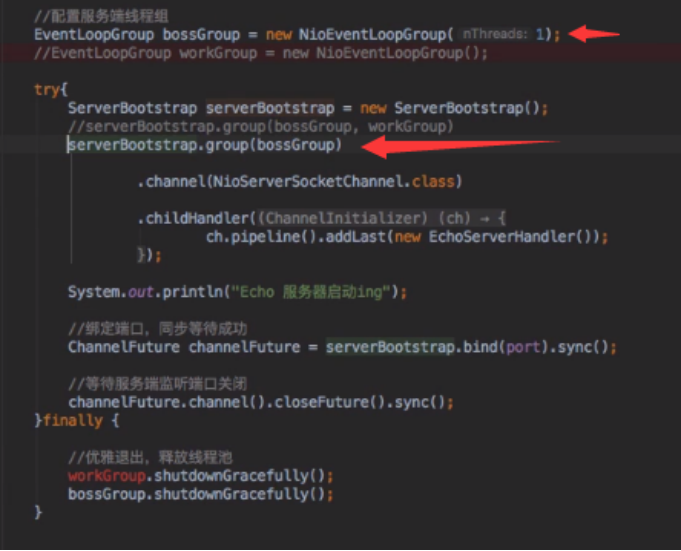 //配置服务端线程组
EventLoopGroup bossGroup = new NioEventLoopGroup( nThreads: 1);
//EventLoopGroup workGroup = new NioEventLoopGroup();
try{
ServerBootstrap serverBootstrap = new ServerBootstrap();
//serverBootstrap.group(bossGroup, workGroup)
serverBootstrap.group(bossGroup)
.channel(NioServerSocketChannel.class)
.childHandler((ChannelInitializer) (ch) → {
ch.pipeline().addLast(new EchoServerHandler());
});
System.out.println("Echo 服务器启动ing");
//绑定端口，同步等待成功
ChannelFuture channelFuture = serverBootstrap.bind(port).sync();
//等待服务端监听端口关闭
channelFuture.channel().closeFuture().sync();
}finally {
//优雅退出，释放线程池
workGroup.shutdownGracefully();
bossGroup.shutdownGracefully();
}